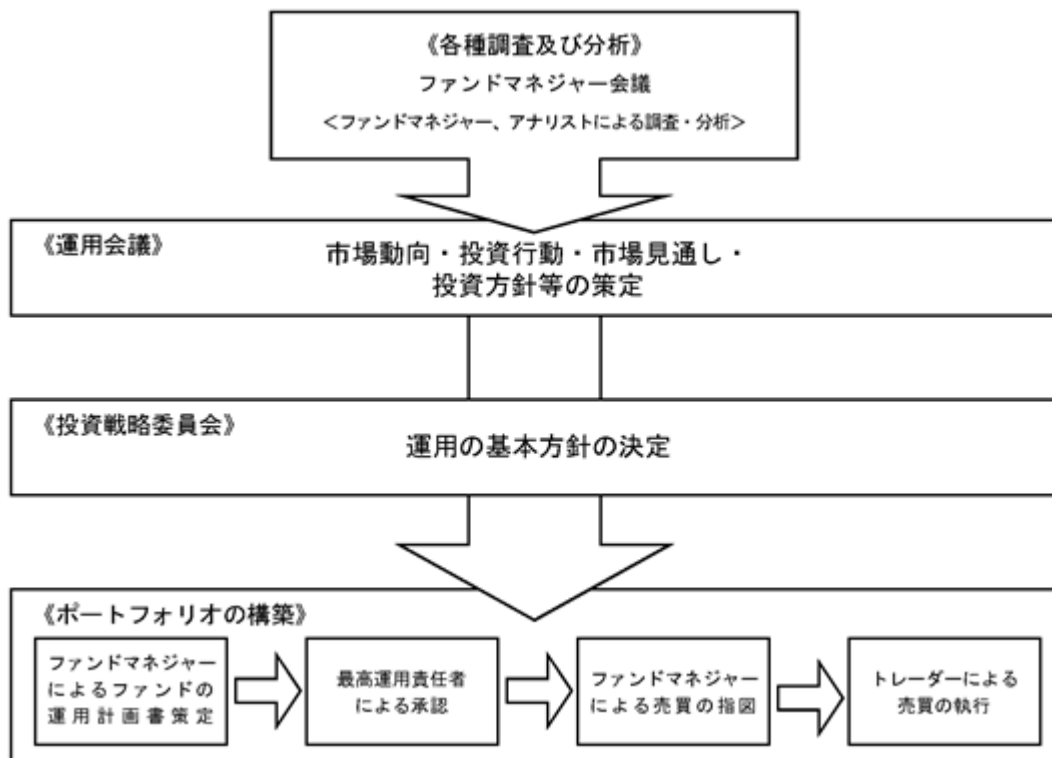 《各種調査及び分析》
ファンドマネジャー会議
＜ファンドマネジャー、アナリストによる調査・分析＞
《運用会議》
市場動向・投資行動・市場見通し・
投資方針等の策定
《投資戦略委員会》
運用の基本方針の決定
《ポートフォリオの構築》
ファンドマネジャー
によるファンドの
運用計画書策定
最高運用責任者
による承認
ファンドマネジャー
による売買の指図
トレーダーによる
売買の執行